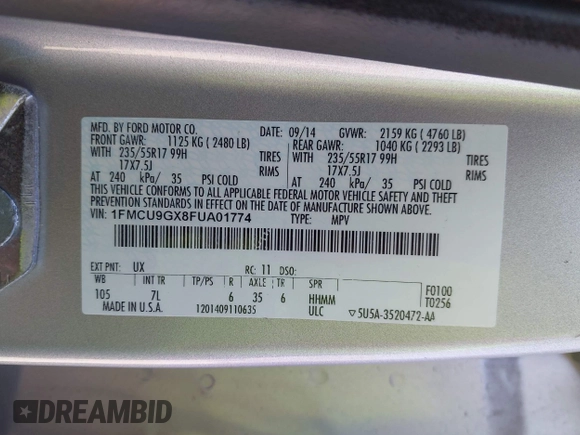 MFD. BY FORD MOTOR CO.
DATE: 09/14 GVWR: 2159 KG ( 4760 LB)
FRONT GAWR: 1125 KG ( 2480 LB)
REAR GAWR: 1040 KG ( 2293 LB)
WITH 235/55R17 99H TIRES
WITH 235/55R17 99H TIRES
17X7.5J RIMS
17X7.5J RIMS
AT 240 kPa/ 35 PSI COLD
AT 240 kPa/ 35 PSI COLD
THIS VEHICLE CONFORMS TO ALL APPLICABLE FEDERAL MOTOR VEHICLE SAFETY AND THEFT
PREVENTION STANDARDS IN EFFECT ON THE DATE OF MANUFACTURE SHOWN ABOVE.
VIN: 1FMCU9GX8FUA01774 TYPE: MPV
EXT PNT: UX RC: 11 DSO:
WB INT TR TP/PS R AXLE TR SPR
F0100
105 7L 6 35 6 HHMM
T0256
MADE IN U.S.A. 1201409110635 ULC ▽5U5A-3520472-AA
DREAMBID